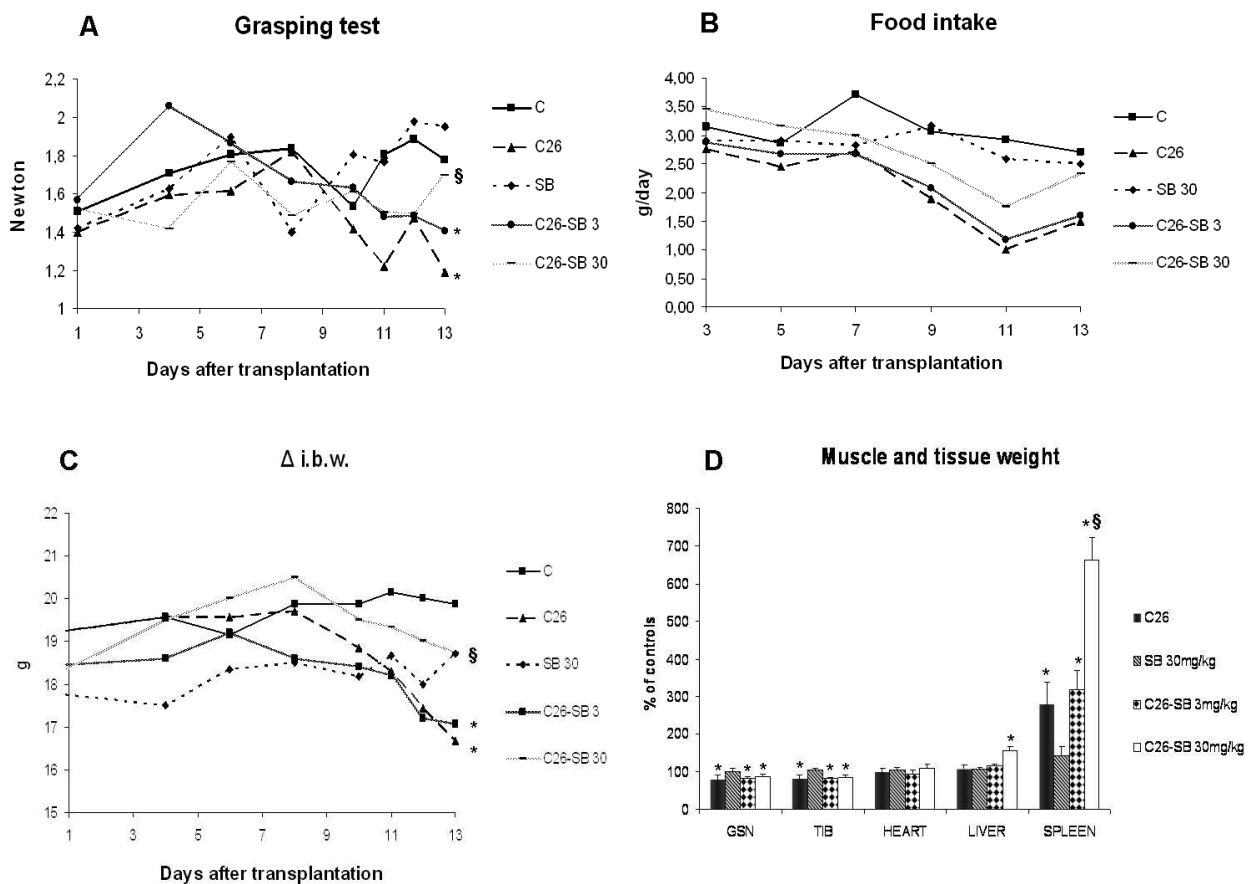 A
Grasping test
Newton
2,2
2
1,8
1,6
1,4
1,2
1
1 3 5 7 9 11 13
Days after transplantation
C
C26
SB
C26-SB 3
C26-SB 30
§
*
*
B
Food intake
g/day
4,00
3,50
3,00
2,50
2,00
1,50
1,00
0,50
0,00
3 5 7 9 11 13
Days after transplantation
C
C26
SB 30
C26-SB 3
C26-SB 30
C
Δ i.b.w.
g
22
21
20
19
18
17
16
15
1 3 5 7 9 11 13
Days after transplantation
C
C26
SB 30
C26-SB 3
C26-SB 30
§
*
*
D
Muscle and tissue weight
% of controls
800
700
600
500
400
300
200
100
0
* * * * * * * * * *§
GSN TIB HEART LIVER SPLEEN
C26
SB 30mg/kg
C26-SB 3mg/kg
C26-SB 30mg/kg